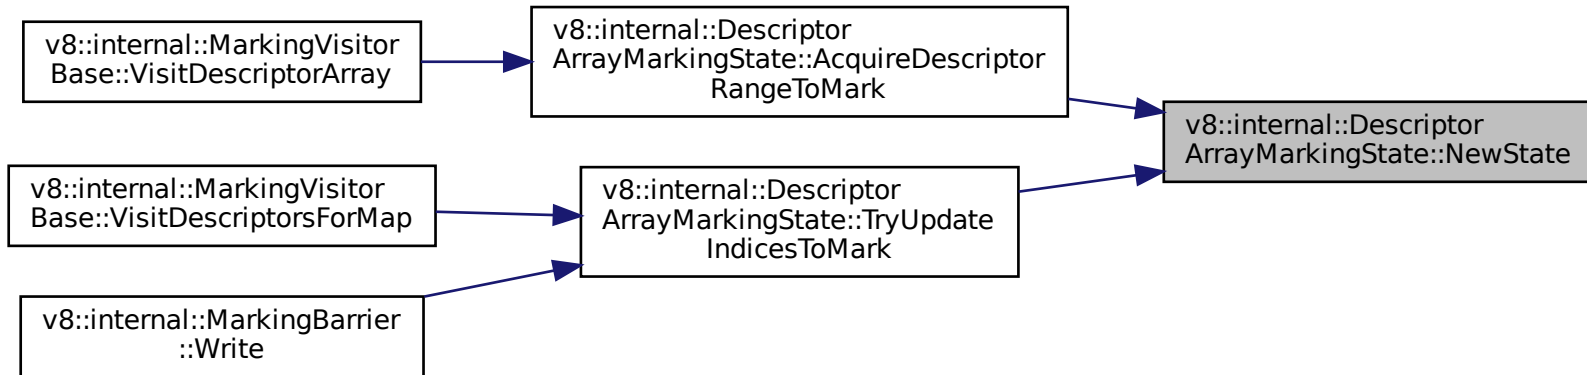 v8::internal::MarkingVisitor
Base::VisitDescriptorArray
v8::internal::Descriptor
ArrayMarkingState::AcquireDescriptor
RangeToMark
v8::internal::Descriptor
ArrayMarkingState::NewState
v8::internal::MarkingVisitor
Base::VisitDescriptorsForMap
v8::internal::Descriptor
ArrayMarkingState::TryUpdate
IndicesToMark
v8::internal::MarkingBarrier
::Write